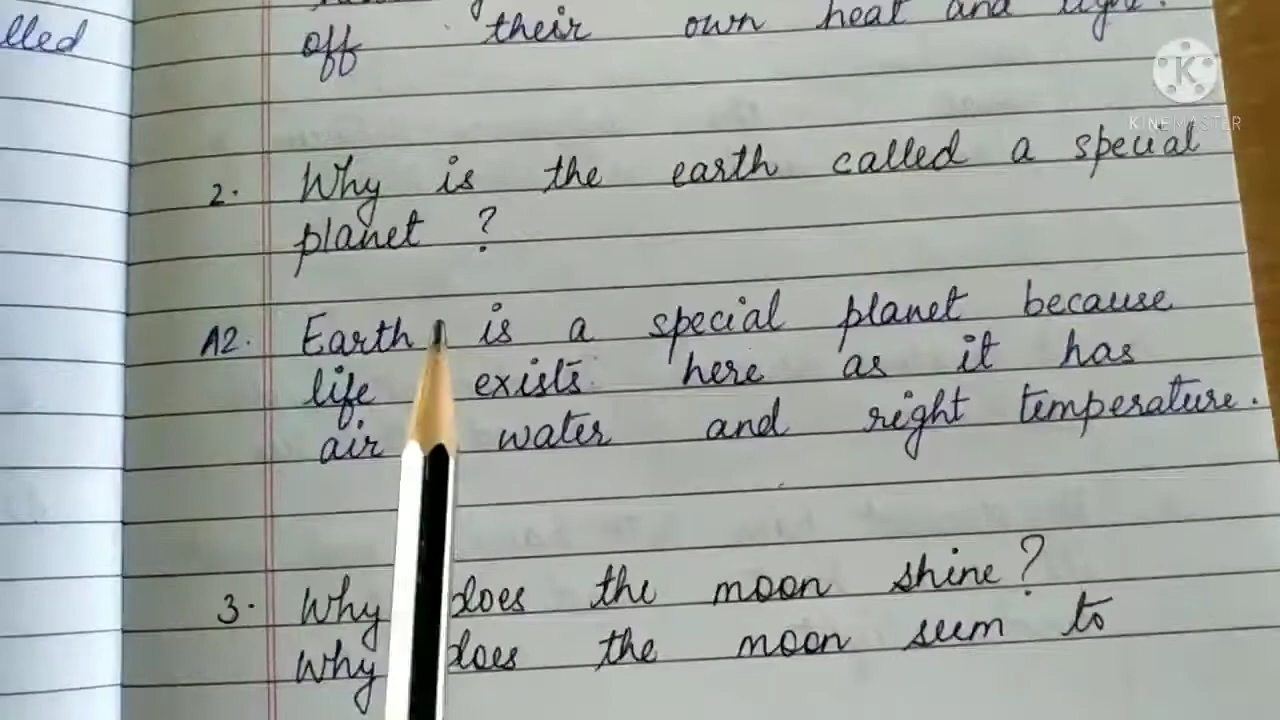 lled
off their own heat and light.
KINEMASTER
2. Why is the earth called a special
planet ?
A2. Earth is a special planet because
life exists here as it has
air water and right temperature.
3. Why does the moon shine?
Why does the moon seem to